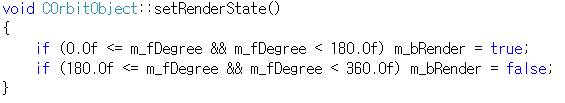 void COrbitObject::setRenderState()
{
    if (0.0f <= m_fDegree && m_fDegree < 180.0f) m_bRender = true;
    if (180.0f <= m_fDegree && m_fDegree < 360.0f) m_bRender = false;
}